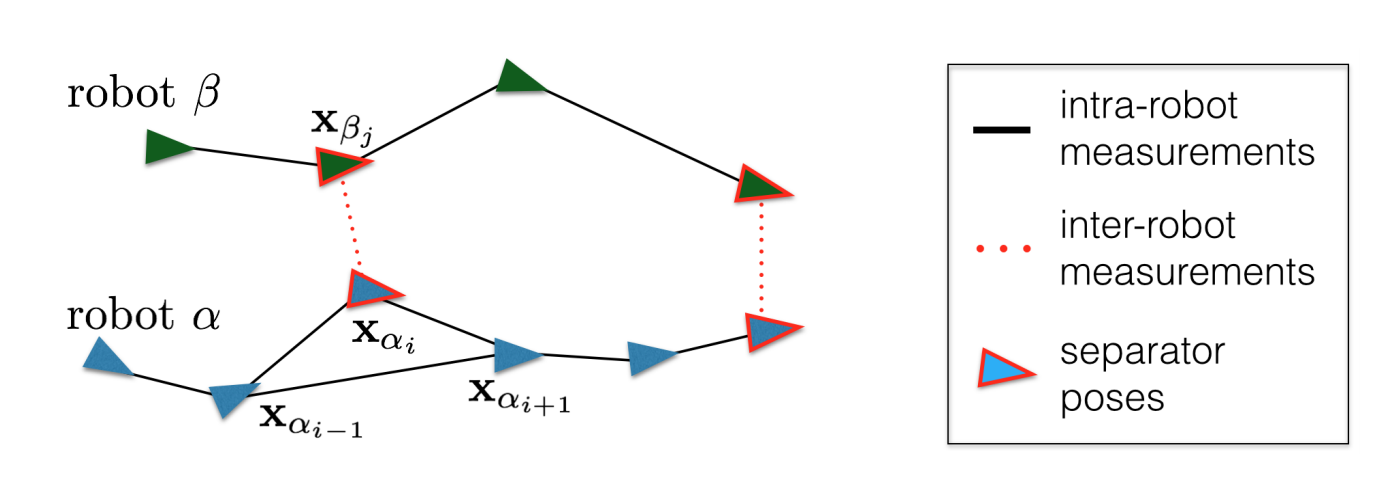 robot β
x_{β_j}
robot α
x_{α_i}
x_{α_{i-1}}
x_{α_{i+1}}
intra-robot
measurements
inter-robot
measurements
separator
poses